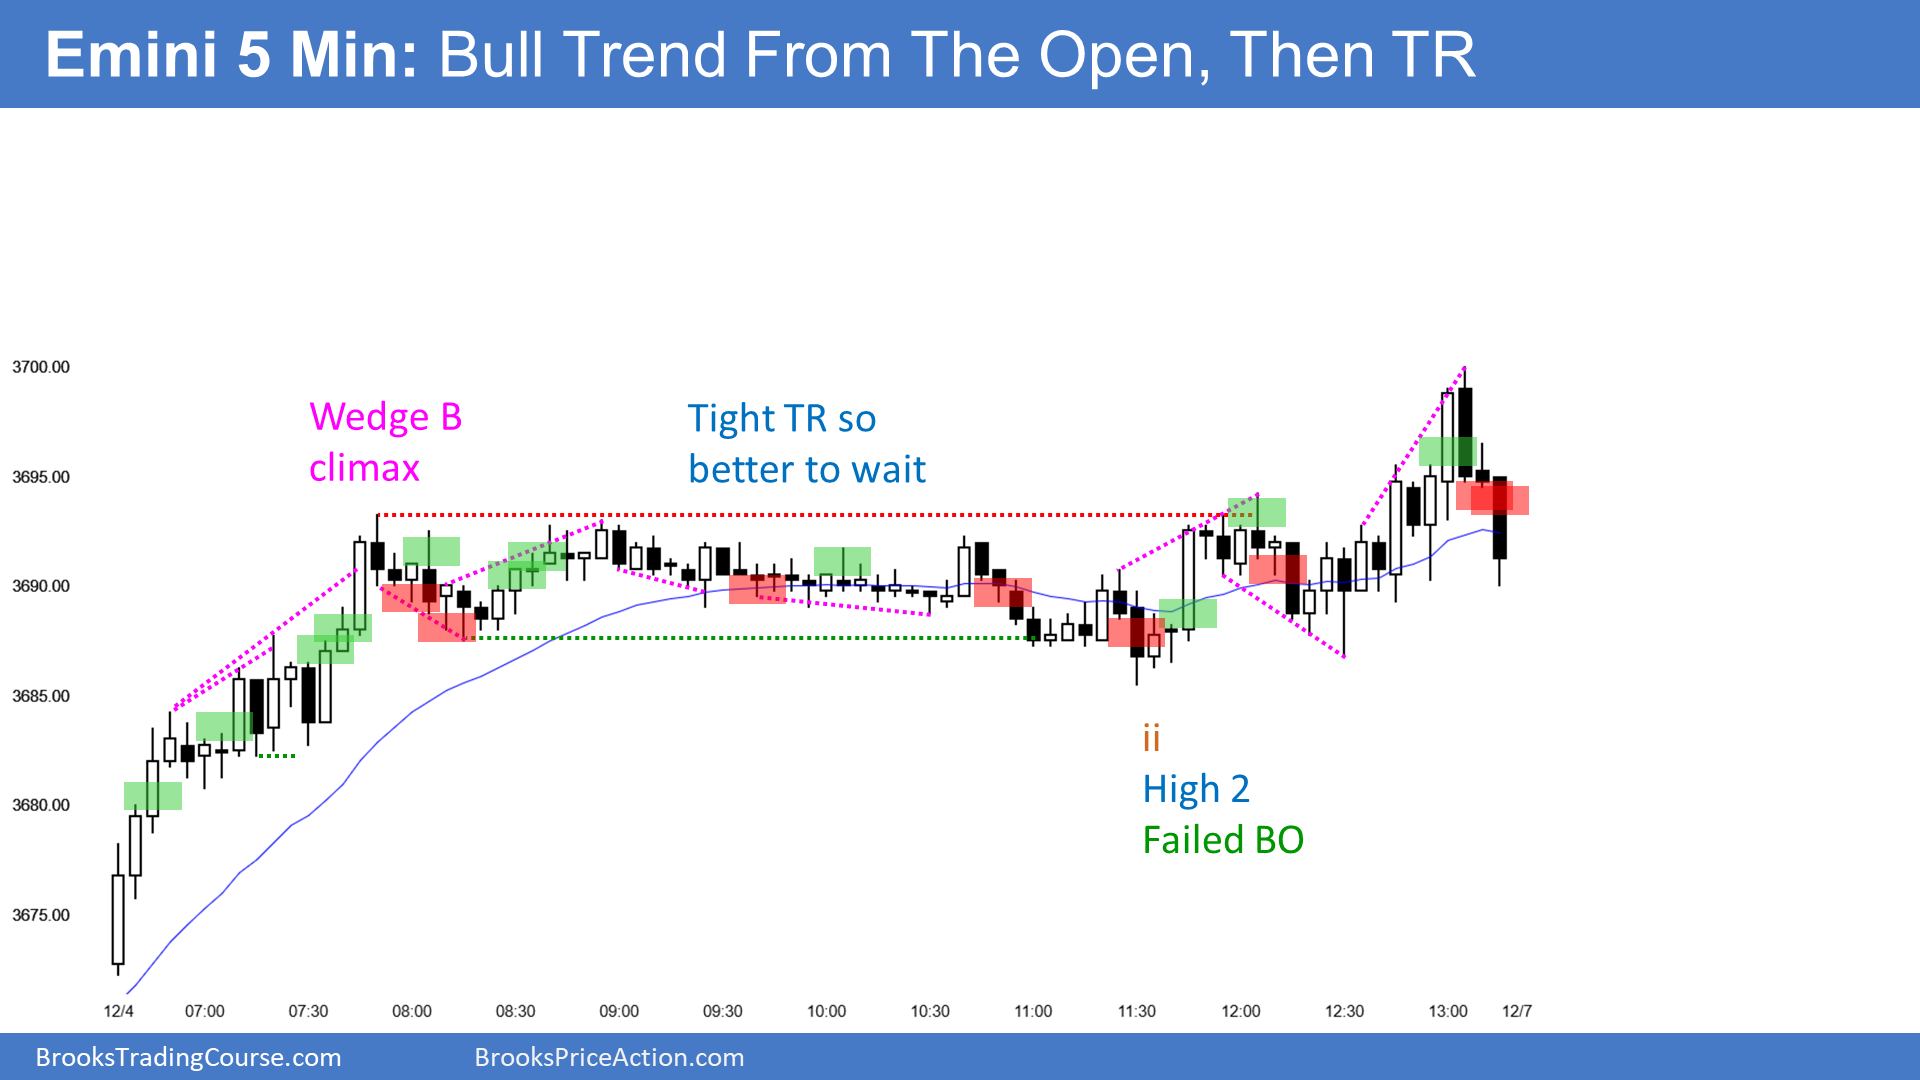 Emini 5 Min: Bull Trend From The Open, Then TR
3700.00
Wedge B
climax
Tight TR so
better to wait
3695.00
3690.00
3685.00
ii
High 2
Failed BO
3680.00
3675.00
12/4 07:00 07:30 08:00 08:30 09:00 09:30 10:00 10:30 11:00 11:30 12:00 12:30 13:00 12/7
BrooksTradingCourse.com BrooksPriceAction.com